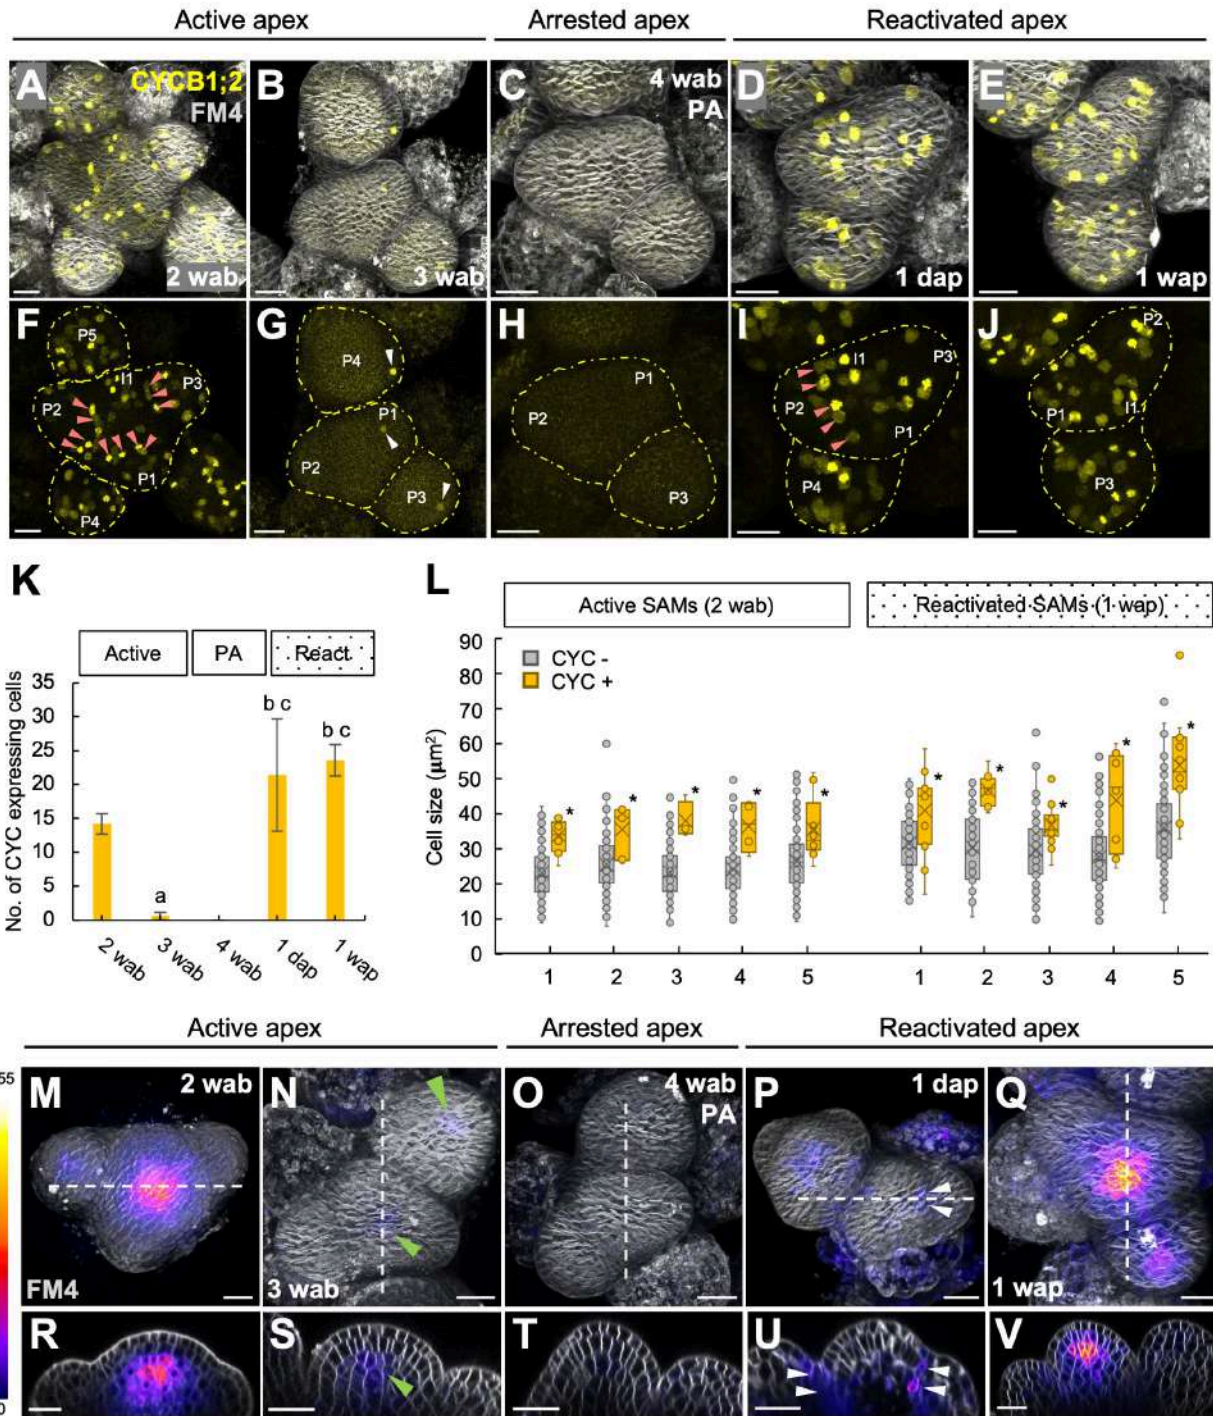 Active apex Arrested apex Reactivated apex
A CYCB1;2 B C 4 wab D E
FM4 PA
2 wab 3 wab 1 dap 1 wap
F G H I J
P5 I1 P3 P2 P1 P4
P4 P1 P2 P3
P1 P2 P3
I1 P3 P2 P1 P4
P2 P1 I1 P3
K
Active PA React
No. of CYC expressing cells
35
30
25
20
15
10
5
0
a
b c b c
2 wab 3 wab 4 wab 1 dap 1 wap
L
Active SAMs (2 wab) Reactivated SAMs (1 wap)
CYC -
CYC +
Cell size (µm²)
90
80
70
60
50
40
30
20
10
0
* * * * * * * * * *
1 2 3 4 5 1 2 3 4 5
Active apex Arrested apex Reactivated apex
55
0
M 2 wab N O 4 wab P 1 dap Q
PA
FM4 3 wab 1 wap
R S T U V